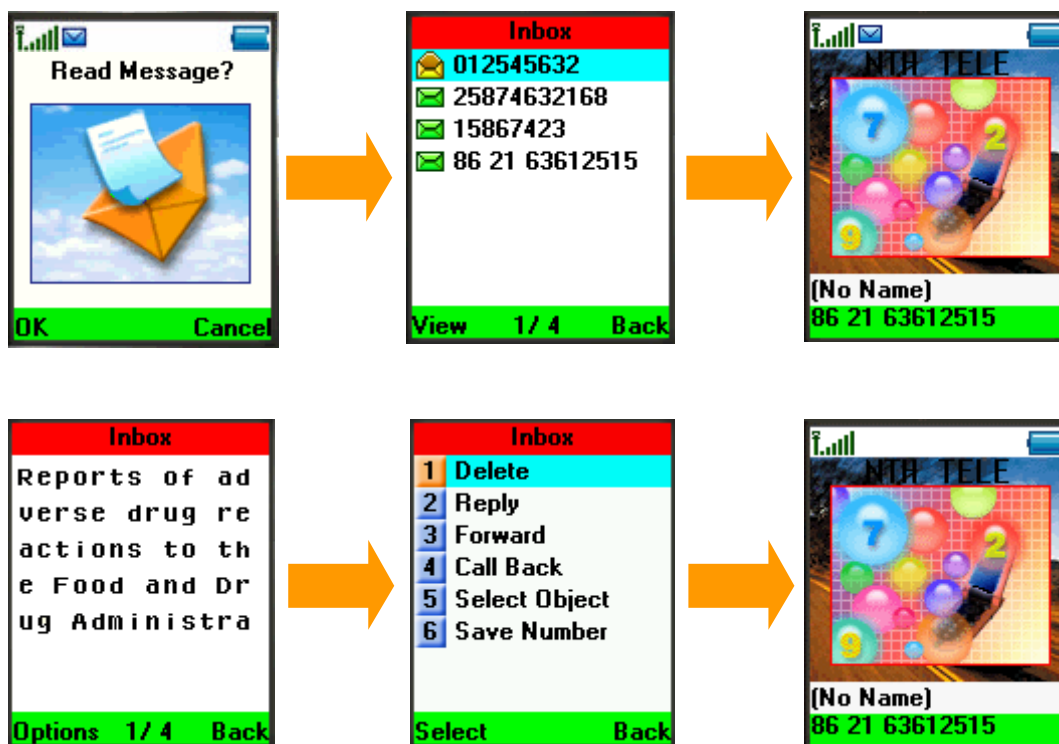 Read Message?
OK Cancel
Inbox
012545632
25874632168
15867423
86 21 63612515
View 1/ 4 Back
NTA TELE
7
2
9
(No Name)
86 21 63612515
Inbox
Reports of ad
verse drug re
actions to th
e Food and Dr
ug Administra
Options 1/ 4 Back
Inbox
1 Delete
2 Reply
3 Forward
4 Call Back
5 Select Object
6 Save Number
Select Back
NTA TELE
7
2
9
(No Name)
86 21 63612515